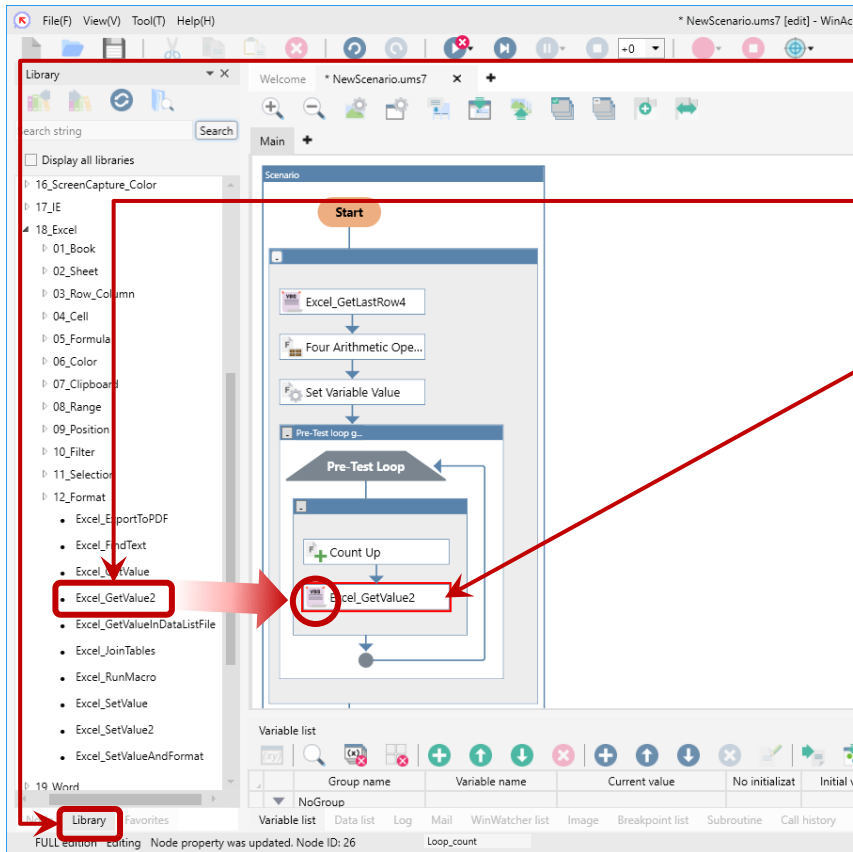 File(F) View(V) Tool(T) Help(H)
* NewScenario.ums7 [edit] - WinAc
+0
Library
Welcome
* NewScenario.ums7
earch string
Search
Display all libraries
Main
16_ScreenCapture_Color
17_IE
18_Excel
01_Book
02_Sheet
03_Row_Column
04_Cell
05_Formula
06_Color
07_Clipboard
08_Range
09_Position
10_Filter
11_Selection
12_Format
Excel_ExportToPDF
Excel_FindText
Excel_GetValue
Excel_GetValue2
Excel_GetValueInDataListFile
Excel_JoinTables
Excel_RunMacro
Excel_SetValue
Excel_SetValue2
Excel_SetValueAndFormat
19_Word
Library
Favorites
Scenario
Start
Excel_GetLastRow4
Four Arithmetic Ope...
Set Variable Value
Pre-Test loop g...
Pre-Test Loop
Count Up
Excel_GetValue2
Variable list
Group name
Variable name
Current value
No initializat
Initial v
NoGroup
Variable list
Data list
Log
Mail
WinWatcher list
Image
Breakpoint list
Subroutine
Call history
FULL edition
Editing
Node property was updated. Node ID: 26
Loop_count